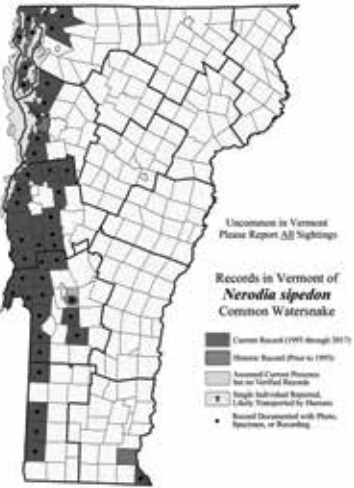 Uncommon in Vermont
Please Report All Sightings
Records in Vermont of
Nerodia sipedon
Common Watersnake
Current Record (1995 through 2017)
Historic Record (Prior to 1995)
Assumed Current Presence
but no Verified Records
Single Individual Reported,
Likely Transported by Humans
Record Documented with Photo,
Specimen, or Recording